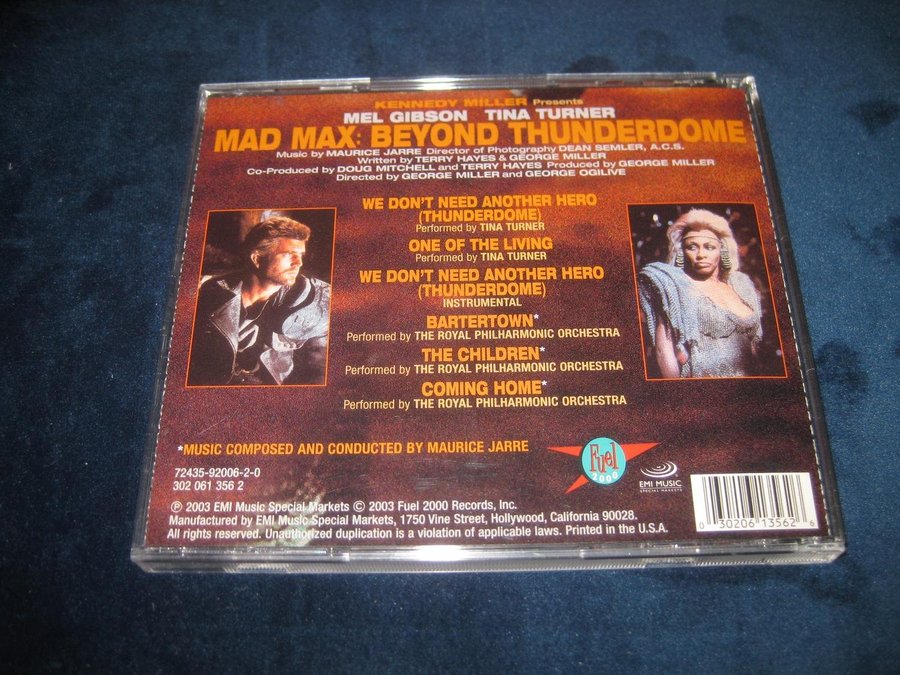 KENNEDY MILLER Presents
MEL GIBSON TINA TURNER
MAD MAX: BEYOND THUNDERDOME
Music by MAURICE JARRE Director of Photography DEAN SEMLER, A.C.S.
Written by TERRY HAYES & GEORGE MILLER
Co-Produced by DOUG MITCHELL and TERRY HAYES Produced by GEORGE MILLER
Directed by GEORGE MILLER and GEORGE OGILIVE
WE DON'T NEED ANOTHER HERO
(THUNDERDOME)
Performed by TINA TURNER
ONE OF THE LIVING
Performed by TINA TURNER
WE DON'T NEED ANOTHER HERO
(THUNDERDOME)
INSTRUMENTAL
BARTERTOWN*
Performed by THE ROYAL PHILHARMONIC ORCHESTRA
THE CHILDREN*
Performed by THE ROYAL PHILHARMONIC ORCHESTRA
COMING HOME*
Performed by THE ROYAL PHILHARMONIC ORCHESTRA
*MUSIC COMPOSED AND CONDUCTED BY MAURICE JARRE
Fuel
2000
EMI MUSIC
SPECIAL MARKETS
72435-92006-2-0
302 061 356 2
℗ 2003 EMI Music Special Markets © 2003 Fuel 2000 Records, Inc.
Manufactured by EMI Music Special Markets, 1750 Vine Street, Hollywood, California 90028.
All rights reserved. Unauthorized duplication is a violation of applicable laws. Printed in the U.S.A.
0 30206 13562 6